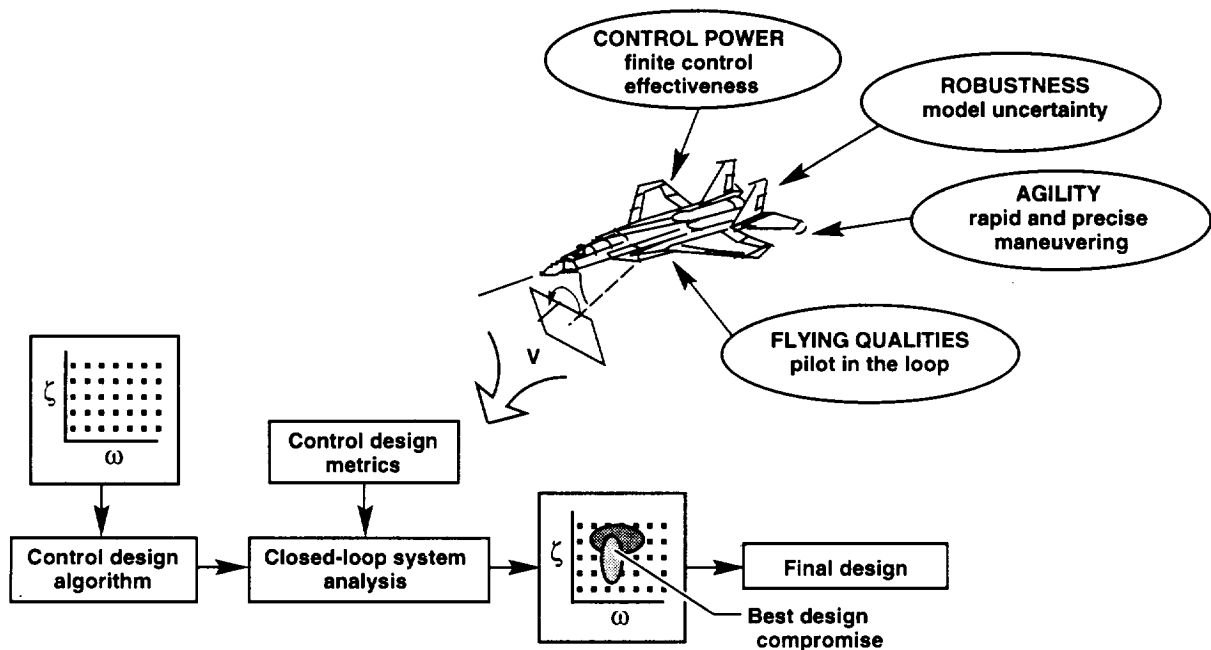 CONTROL POWER
finite control
effectiveness
ROBUSTNESS
model uncertainty
AGILITY
rapid and precise
maneuvering
FLYING QUALITIES
pilot in the loop
V
ζ
ω
Control design
metrics
Control design
algorithm
Closed-loop system
analysis
ζ
ω
Final design
Best design
compromise